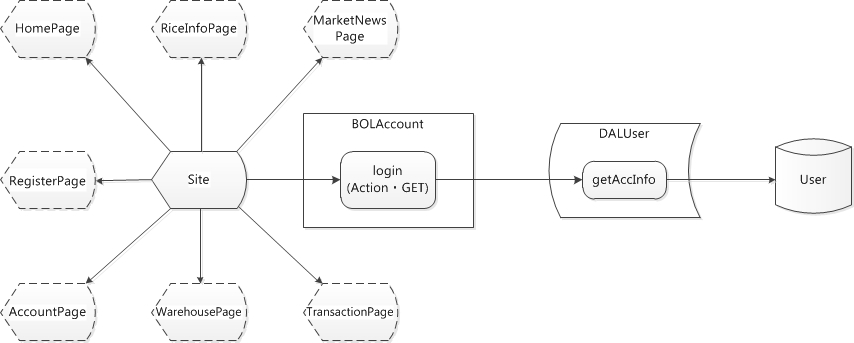 HomePage
RiceInfoPage
MarketNews
Page
BOLAccount
DALUser
RegisterPage
Site
login
(Action・GET)
getAccInfo
User
AccountPage
WarehousePage
TransactionPage